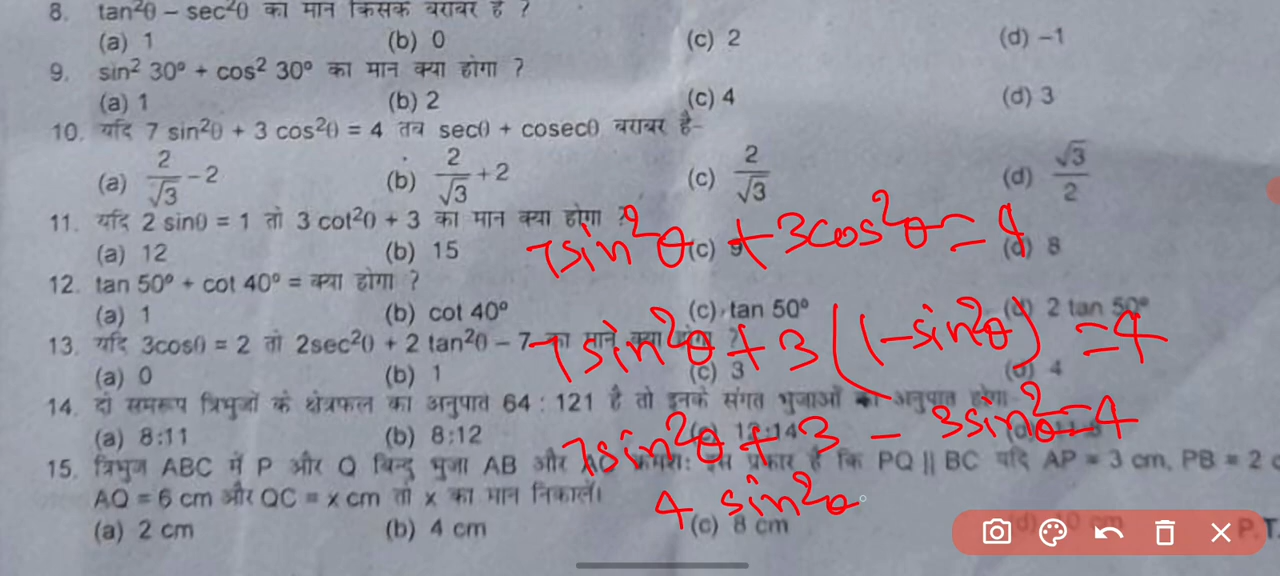 8. tan²θ – sec²θ का मान किसके बराबर है ?
(a) 1 (b) 0 (c) 2 (d) –1
9. sin² 30° + cos² 30° का मान क्या होगा ?
(a) 1 (b) 2 (c) 4 (d) 3
10. यदि 7 sin²θ + 3 cos²θ = 4 तब secθ + cosecθ बराबर है–
(a) 2/√3 – 2 (b) 2/√3 + 2 (c) 2/√3 (d) √3/2
11. यदि 2 sinθ = 1 तो 3 cot²θ + 3 का मान क्या होगा ?
(a) 12 (b) 15 (c) 9 (d) 8
7sin²θ + 3cos²θ = 4
12. tan 50° + cot 40° = क्या होगा ?
(a) 1 (b) cot 40° (c) tan 50° (d) 2 tan 50°
7sin²θ + 3(1-sin²θ) = 4
13. यदि 3cosθ = 2 तो 2sec²θ + 2 tan²θ – 7 का मान क्या होगा ?
(a) 0 (b) 1 (c) 3 (d) 4
14. दो समरूप त्रिभुजों के क्षेत्रफल का अनुपात 64 : 121 है तो इनके संगत भुजाओं का अनुपात होगा
(a) 8:11 (b) 8:12 (c) 12:14
7sin²θ + 3 - 3sin²θ = 4
15. त्रिभुज ABC में P और Q बिन्दु भुजा AB और क्रमशः इस प्रकार है कि PQ || BC यदि AP = 3 cm, PB = 2
AQ = 6 cm और QC = x cm तो x का मान निकालें।
4 sin²θ
(a) 2 cm (b) 4 cm (c) 8 cm (d) 10 cm
P.T.